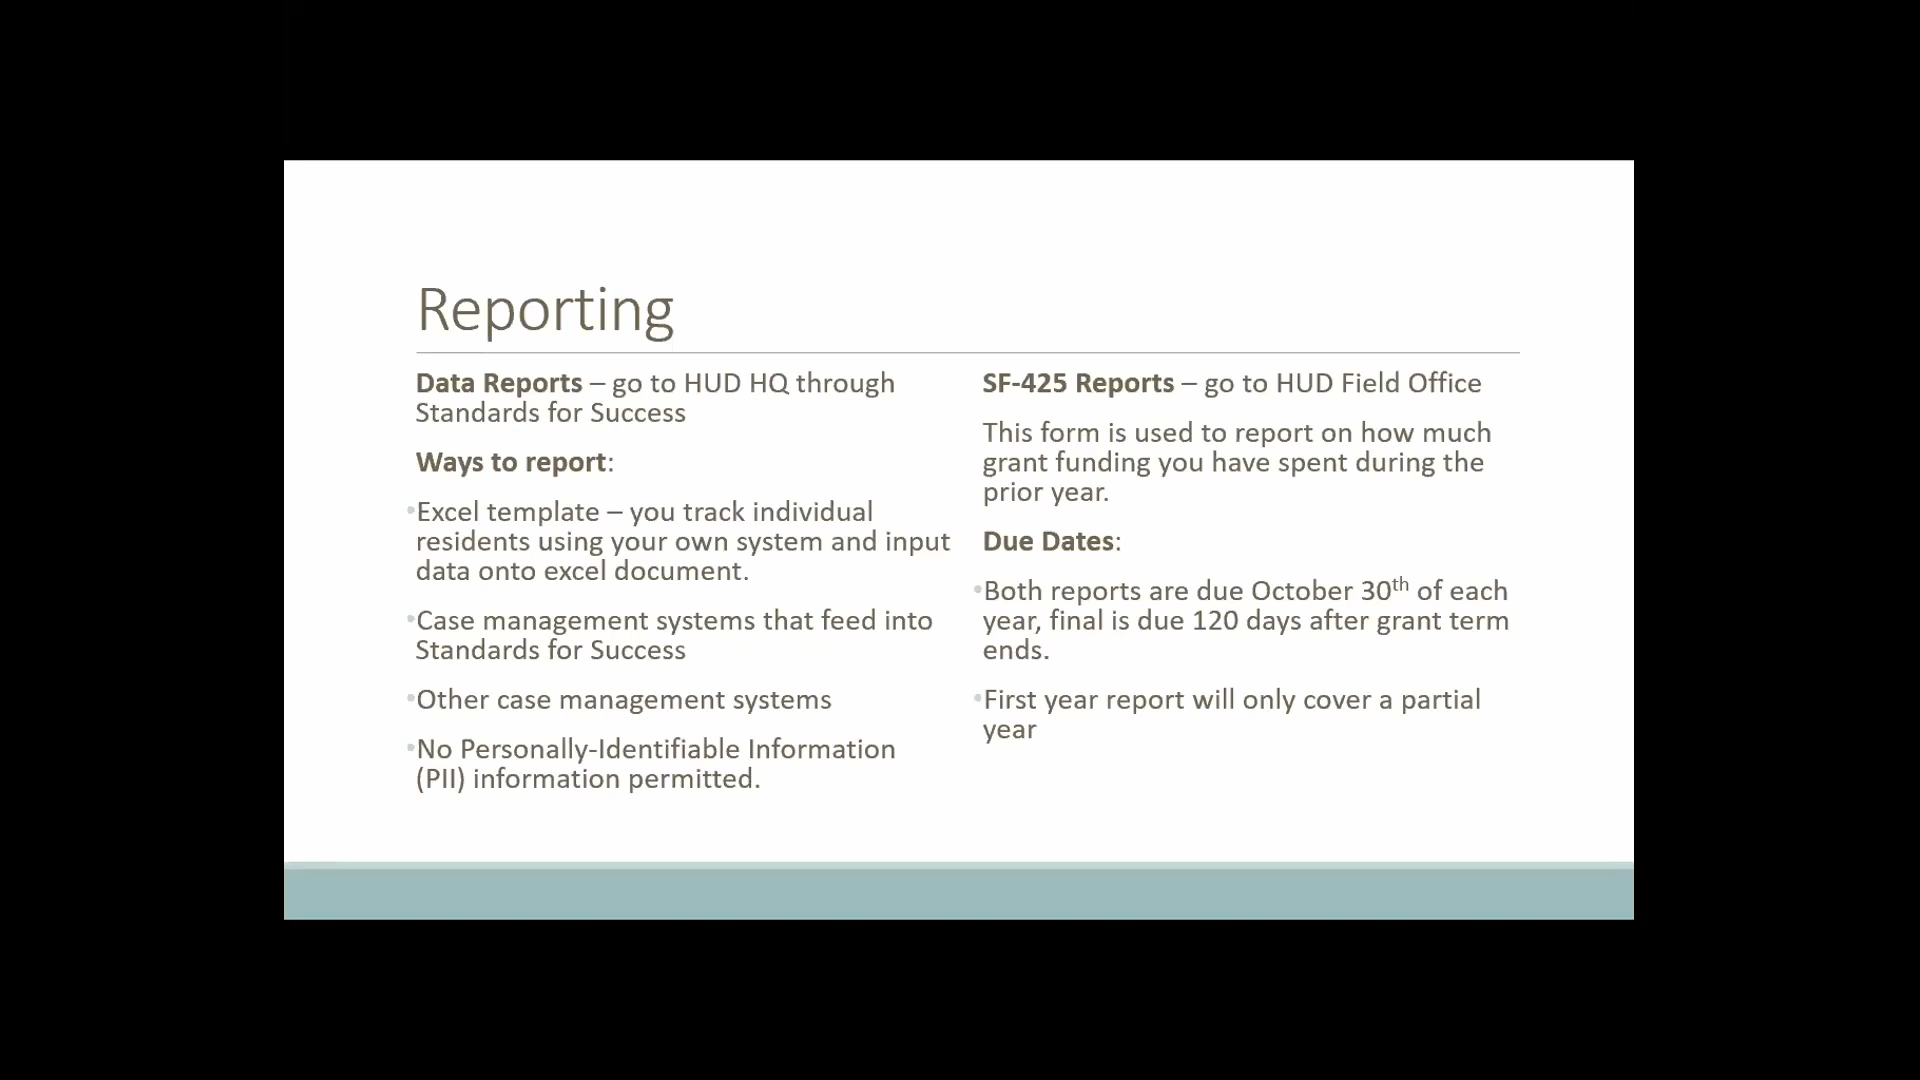 Reporting
Data Reports – go to HUD HQ through
Standards for Success
Ways to report:
•Excel template – you track individual
residents using your own system and input
data onto excel document.
•Case management systems that feed into
Standards for Success
•Other case management systems
•No Personally-Identifiable Information
(PII) information permitted.
SF-425 Reports – go to HUD Field Office
This form is used to report on how much
grant funding you have spent during the
prior year.
Due Dates:
•Both reports are due October 30th of each
year, final is due 120 days after grant term
ends.
•First year report will only cover a partial
year